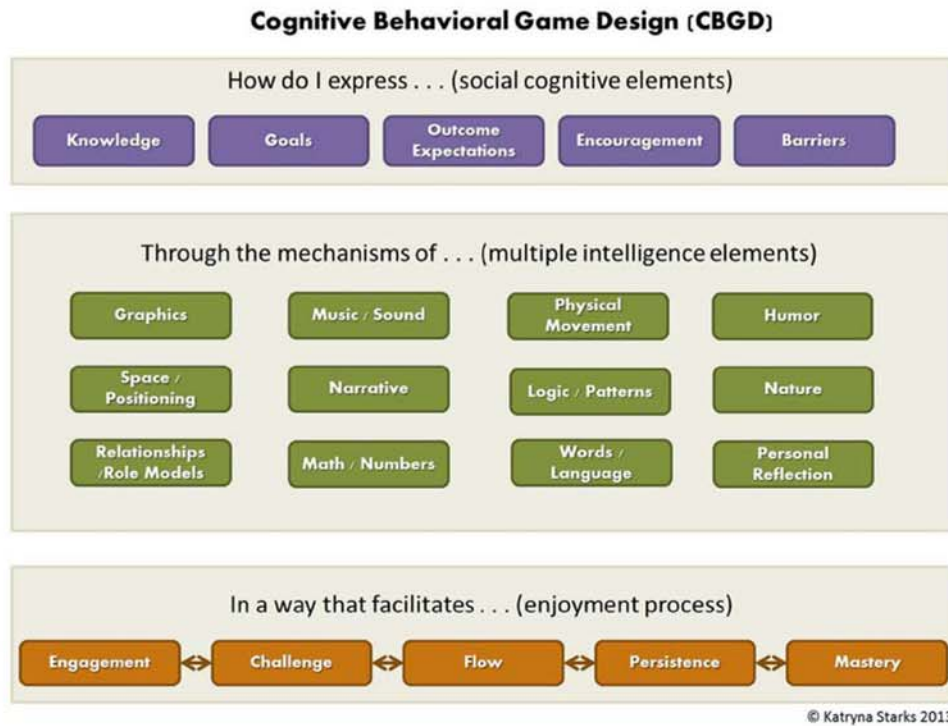 Cognitive Behavioral Game Design (CBGD)
How do I express . . . (social cognitive elements)
Knowledge
Goals
Outcome
Expectations
Encouragement
Barriers
Through the mechanisms of . . . (multiple intelligence elements)
Graphics
Music / Sound
Physical
Movement
Humor
Space /
Positioning
Narrative
Logic / Patterns
Nature
Relationships
/Role Models
Math / Numbers
Words /
Language
Personal
Reflection
In a way that facilitates . . . (enjoyment process)
Engagement
Challenge
Flow
Persistence
Mastery
© Katryna Starks 2013